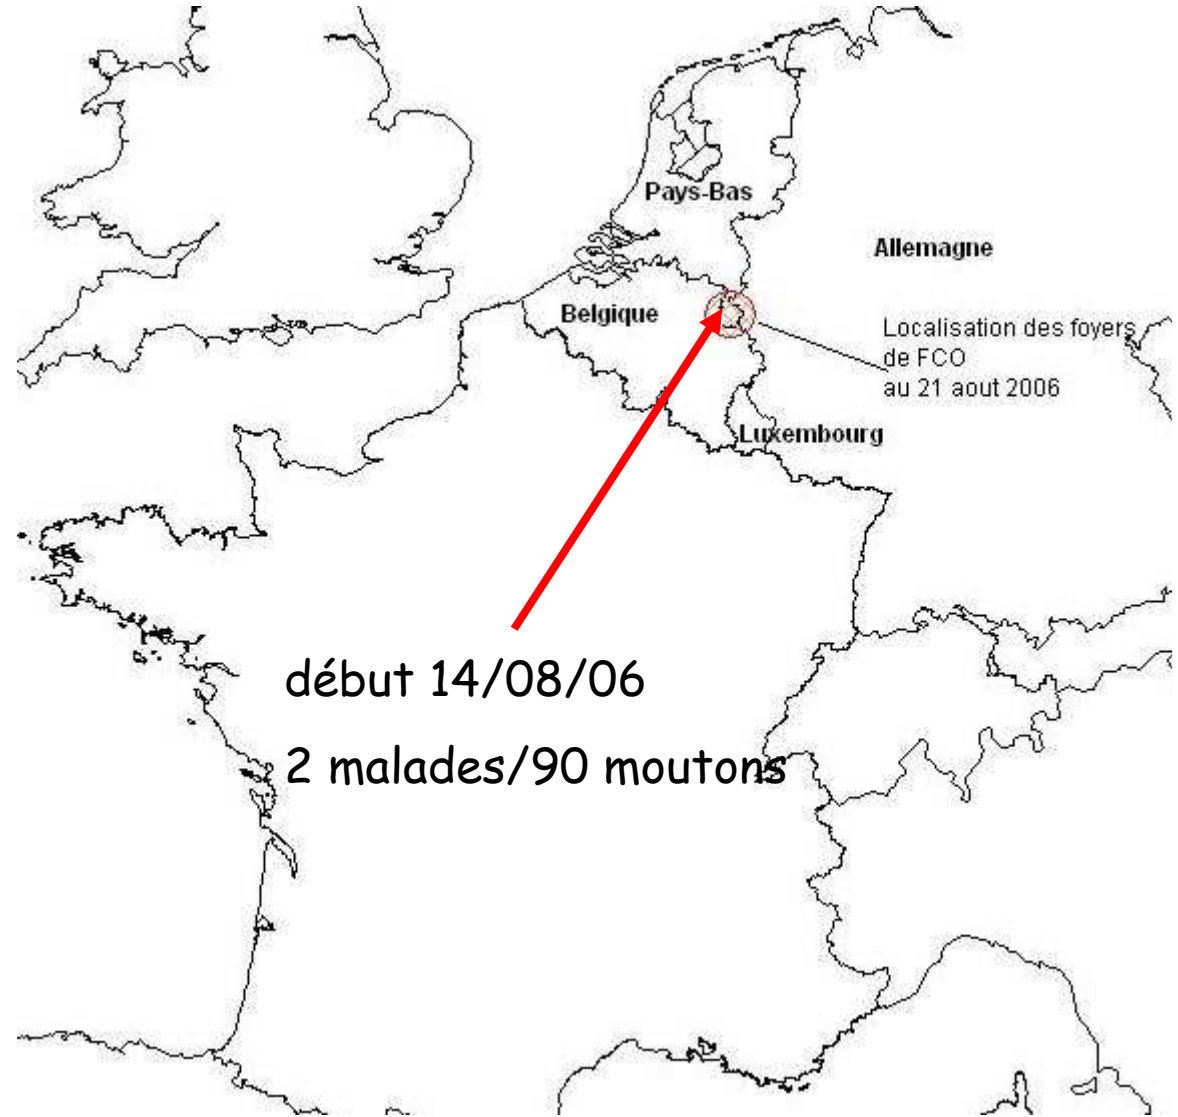 Pays-Bas
Allemagne
Belgique
Localisation des foyers
de FCO
au 21 aout 2006
Luxembourg
début 14/08/06
2 malades/90 moutons